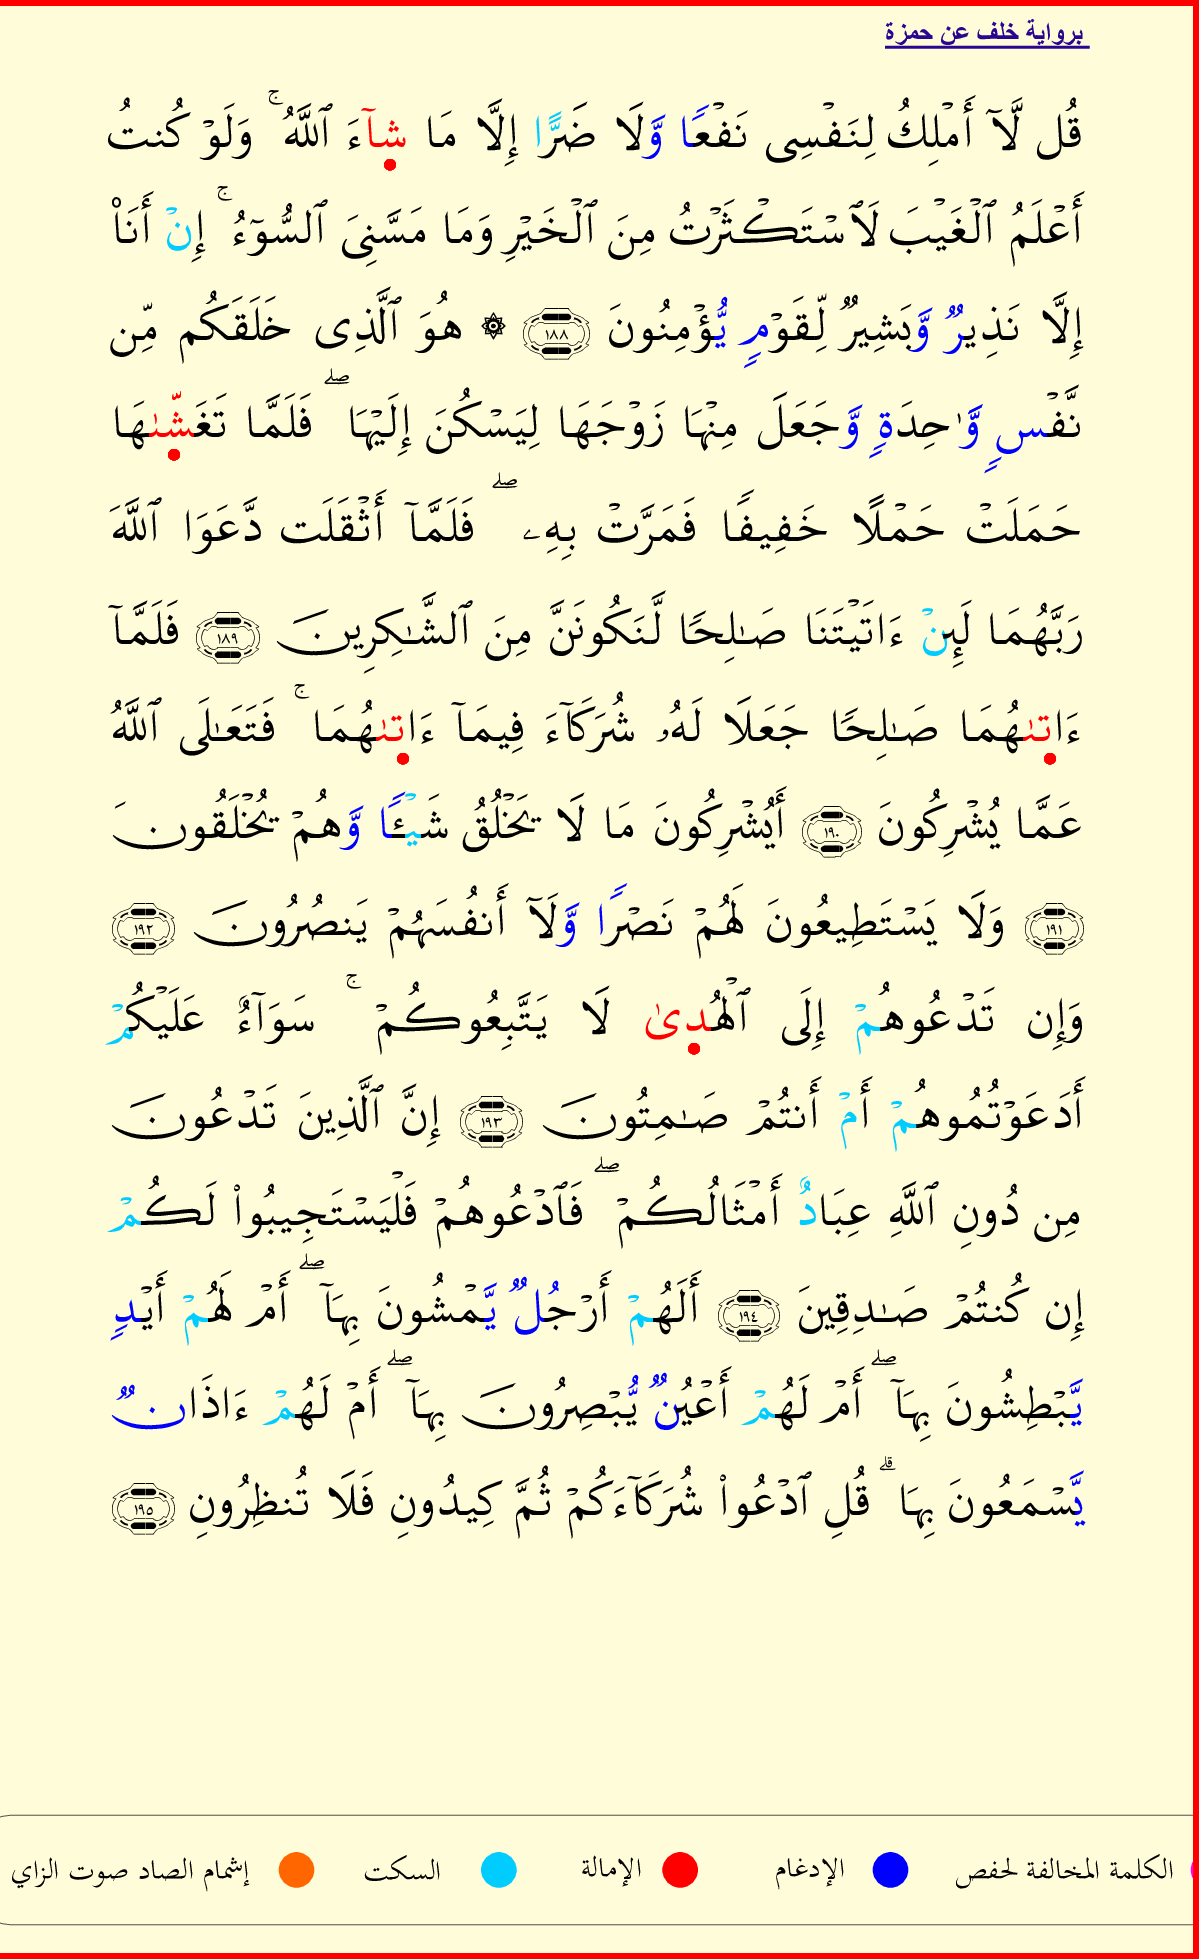 برواية خلف عن حمزة
قُل لَّآ أَمۡلِكُ لِنَفۡسِى نَفۡعًا وَّلَا ضَرًّا إِلَّا مَا شَآءَ ٱللَّهُ ۚ وَلَوۡ كُنتُ
أَعۡلَمُ ٱلۡغَيۡبَ لَٱسۡتَكۡثَرۡتُ مِنَ ٱلۡخَيۡرِ وَمَا مَسَّنِىَ ٱلسُّوٓءُ ۚ إِنۡ أَنَا۠
إِلَّا نَذِيرٌ وَّبَشِيرٌ لِّقَوۡمٍ يُّؤۡمِنُونَ ١٨٨ ۞ هُوَ ٱلَّذِى خَلَقَكُم مِّن
نَّفۡسٍ وَّٰحِدَةٍ وَّجَعَلَ مِنۡهَا زَوۡجَهَا لِيَسۡكُنَ إِلَيۡهَا ۖ فَلَمَّا تَغَشّىٰهَا
حَمَلَتۡ حَمۡلًا خَفِيفًا فَمَرَّتۡ بِهِۦ ۖ فَلَمَّآ أَثۡقَلَت دَّعَوَا ٱللَّهَ
رَبَّهُمَا لَئِنۡ ءَاتَيۡتَنَا صَـٰلِحًا لَّنَكُونَنَّ مِنَ ٱلشَّـٰكِرِينَ ١٨٩ فَلَمَّآ
ءَاتىٰهُمَا صَـٰلِحًا جَعَلَا لَهُۥ شُرَكَآءَ فِيمَآ ءَاتىٰهُمَا ۚ فَتَعَـٰلَى ٱللَّهُ
عَمَّا يُشۡرِكُونَ ١٩٠ أَيُشۡرِكُونَ مَا لَا يَخۡلُقُ شَيۡـًٔا وَّهُمۡ يُخۡلَقُونَ
١٩١ وَلَا يَسۡتَطِيعُونَ لَهُمۡ نَصۡرًا وَّلَآ أَنفُسَهُمۡ يَنصُرُونَ ١٩٢
وَإِن تَدۡعُوهُمۡ إِلَى ٱلۡهُدِىٰ لَا يَتَّبِعُوكُمۡ ۚ سَوَآءٌ عَلَيۡكُمۡ
أَدَعَوۡتُمُوهُمۡ أَمۡ أَنتُمۡ صَـٰمِتُونَ ١٩٣ إِنَّ ٱلَّذِينَ تَدۡعُونَ
مِن دُونِ ٱللَّهِ عِبَادٌ أَمۡثَالُكُمۡ ۖ فَٱدۡعُوهُمۡ فَلۡيَسۡتَجِيبُوا۟ لَكُمۡ
إِن كُنتُمۡ صَـٰدِقِينَ ١٩٤ أَلَهُمۡ أَرۡجُلٌ يَّمۡشُونَ بِهَآ ۖ أَمۡ لَهُمۡ أَيۡدٍ
يَّبۡطِشُونَ بِهَآ ۖ أَمۡ لَهُمۡ أَعۡيُنٌ يُّبۡصِرُونَ بِهَآ ۖ أَمۡ لَهُمۡ ءَاذَانٌ
يَّسۡمَعُونَ بِهَا ۗ قُلِ ٱدۡعُوا۟ شُرَكَآءَكُمۡ ثُمَّ كِيدُونِ فَلَا تُنظِرُونِ ١٩٥
الكلمة المخالفة لحفص الإدغام الإمالة السكت إشمام الصاد صوت الزاي